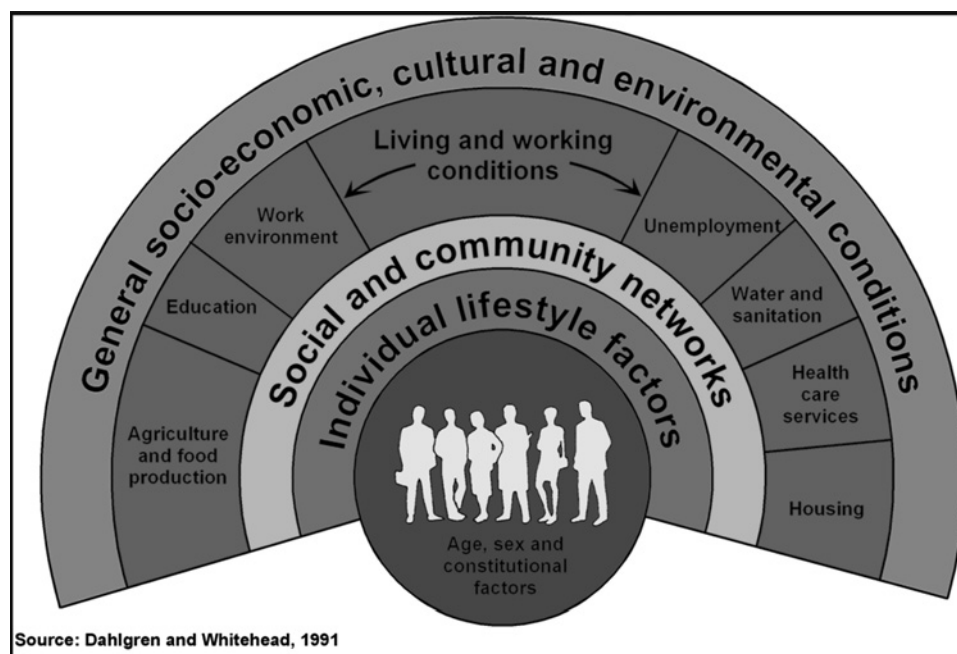 General socio-economic, cultural and environmental conditions
Living and working
conditions
Work
environment
Unemployment
Education
Water and
sanitation
Agriculture
and food
production
Health
care
services
Housing
Social and community networks
Individual lifestyle factors
Age, sex and
constitutional
factors
Source: Dahlgren and Whitehead, 1991